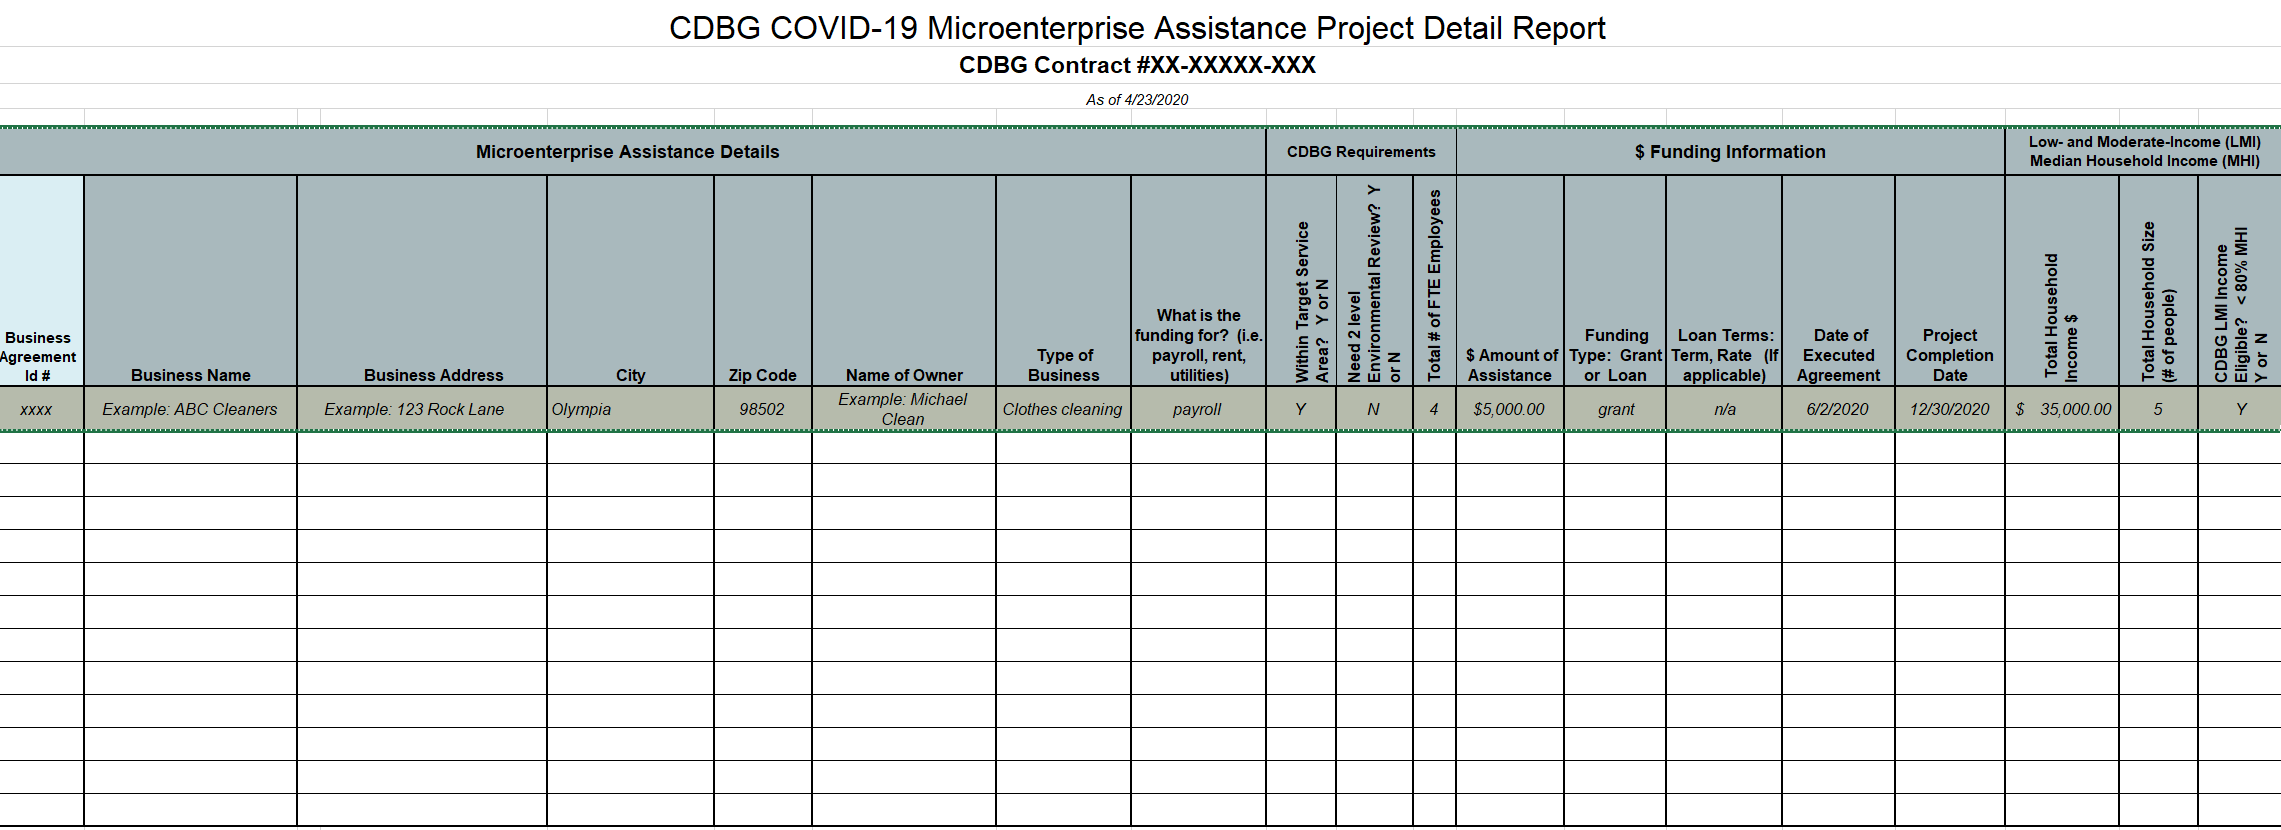 CDBG COVID-19 Microenterprise Assistance Project Detail Report
CDBG Contract #XX-XXXXX-XXX
As of 4/23/2020
Microenterprise Assistance Details
CDBG Requirements
$ Funding Information
Low- and Moderate-Income (LMI)
Median Household Income (MHI)
Business
Agreement
Id #
Business Name
Business Address
City
Zip Code
Name of Owner
Type of
Business
What is the
funding for? (i.e.
payroll, rent,
utilities)
Within Target Service
Area? Y or N
Need 2 level
Environmental Review? Y
or N
Total # of FTE Employees
$ Amount of
Assistance
Funding
Type: Grant
or Loan
Loan Terms:
Term, Rate (If
applicable)
Date of
Executed
Agreement
Project
Completion
Date
Total Household
Income $
Total Household Size
(# of people)
CDBG LMI Income
Eligible? < 80% MHI
Y or N
xxxx
Example: ABC Cleaners
Example: 123 Rock Lane
Olympia
98502
Example: Michael
Clean
Clothes cleaning
payroll
Y
N
4
$5,000.00
grant
n/a
6/2/2020
12/30/2020
$ 35,000.00
5
Y